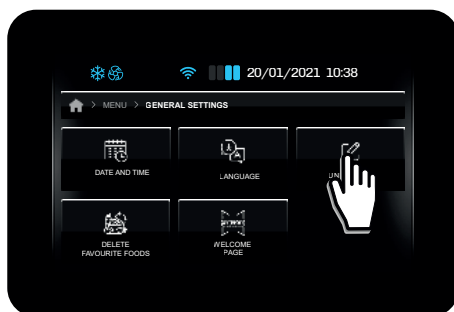 20/01/2021 10:38
> MENU > GENERAL SETTINGS
DATE AND TIME
LANGUAGE
DELETE
FAVOURITE FOODS
WELCOME
PAGE